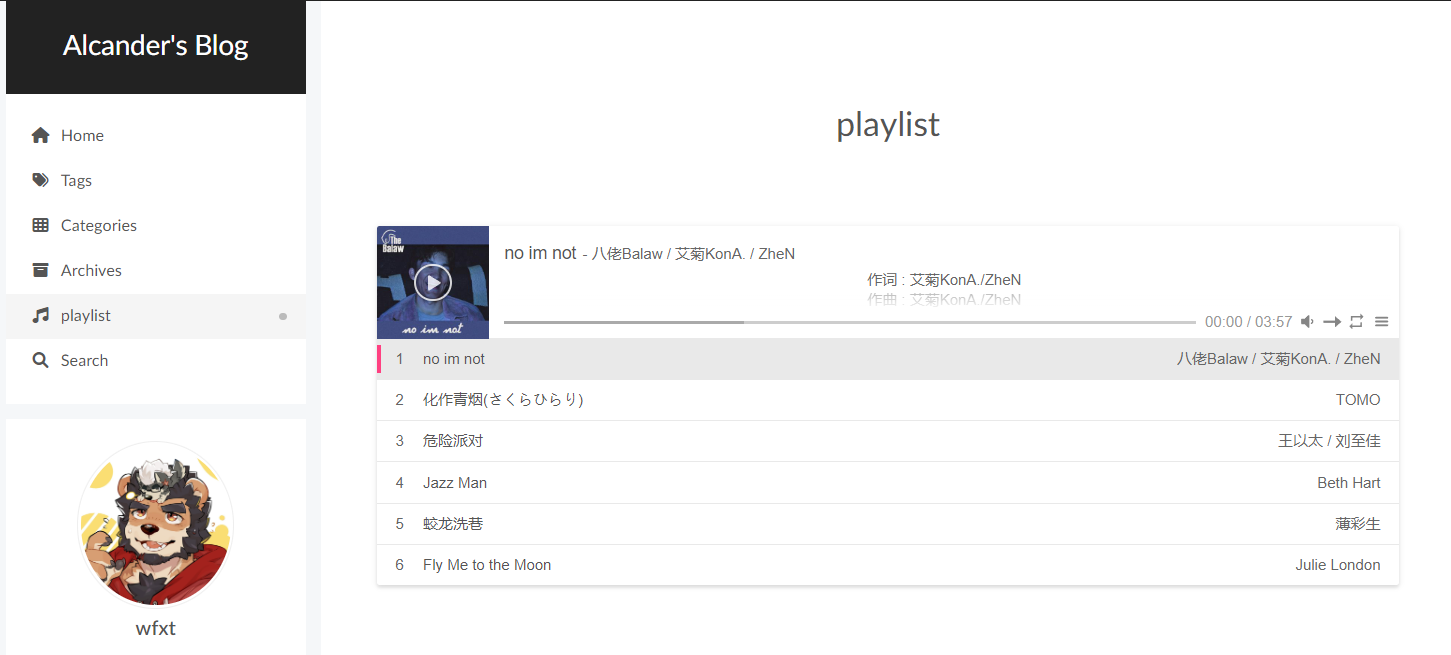 Alcander's Blog
Home
Tags
Categories
Archives
playlist
Search
wfxt
playlist
The
Balaw
no im not
no im not - 八佬Balaw / 艾菊KonA. / ZheN
作词 : 艾菊KonA./ZheN
作曲 : 艾菊KonA./ZheN
00:00 / 03:57
1 no im not 八佬Balaw / 艾菊KonA. / ZheN
2 化作青烟(さくらひらり) TOMO
3 危险派对 王以太 / 刘至佳
4 Jazz Man Beth Hart
5 蛟龙洗巷 薄彩生
6 Fly Me to the Moon Julie London